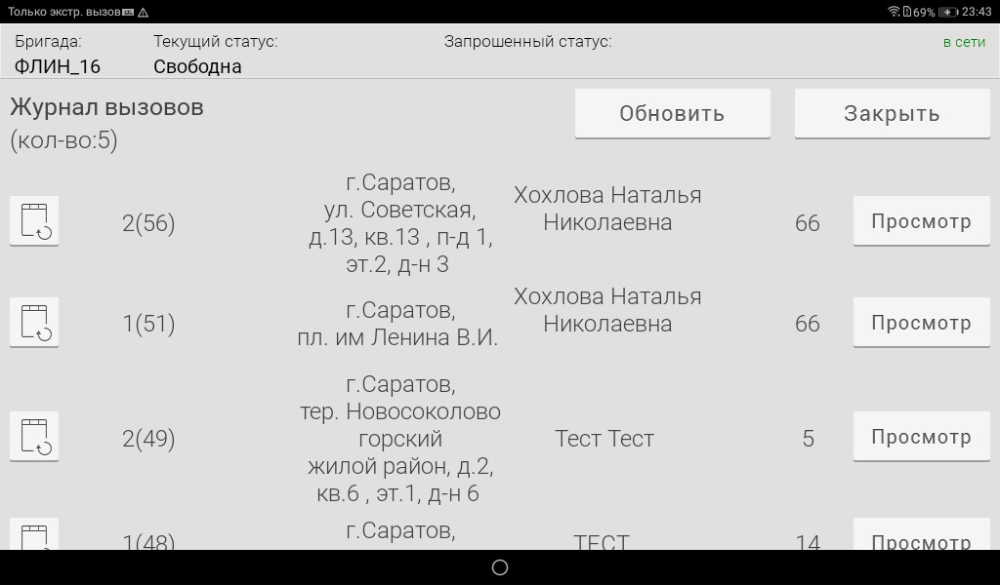 Только экстр. вызов
69%
23:43
Бригада:
Текущий статус:
Запрошенный статус:
в сети
ФЛИН_16
Свободна
Журнал вызовов
(кол-во:5)
Обновить
Закрыть
2(56)
г.Саратов,
ул. Советская,
д.13, кв.13 , п-д 1,
эт.2, д-н 3
Хохлова Наталья
Николаевна
66
Просмотр
1(51)
г.Саратов,
пл. им Ленина В.И.
Хохлова Наталья
Николаевна
66
Просмотр
2(49)
г.Саратов,
тер. Новосоколово
горский
жилой район, д.2,
кв.6 , эт.1, д-н 6
Тест Тест
5
Просмотр
1(48)
г.Саратов,
ТЕСТ
14
Просмотр